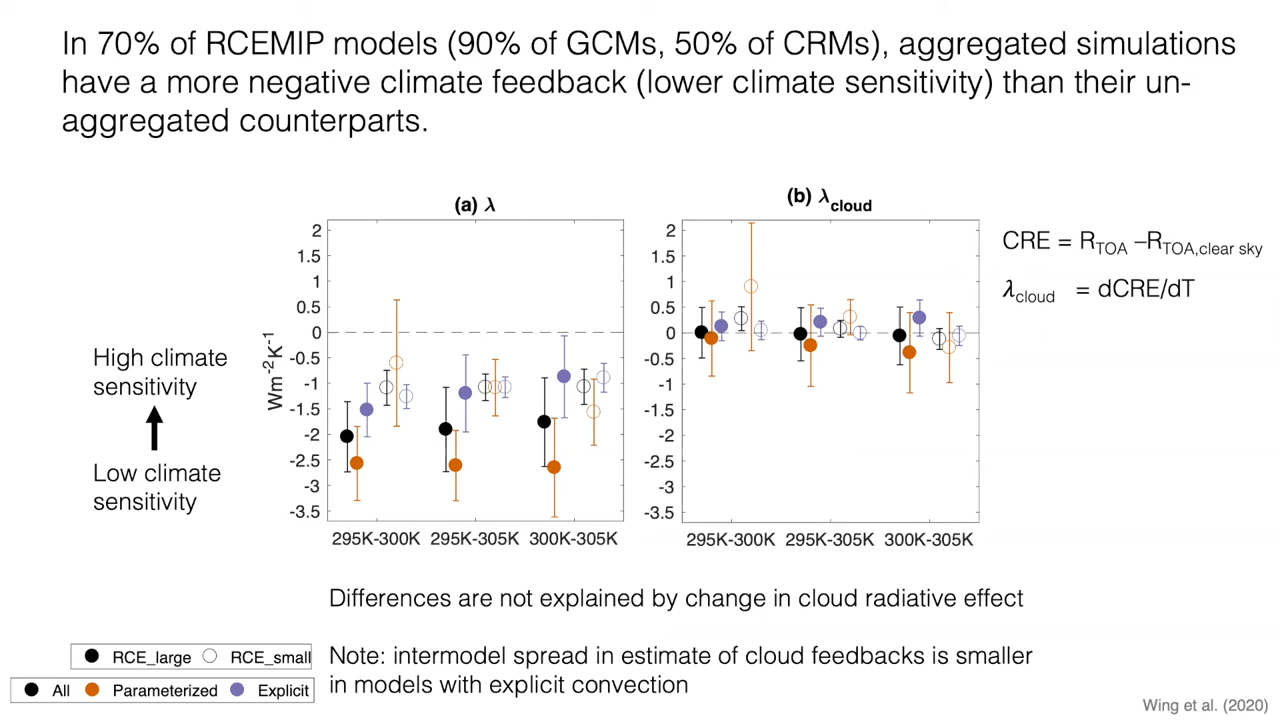 In 70% of RCEMIP models (90% of GCMs, 50% of CRMs), aggregated simulations
have a more negative climate feedback (lower climate sensitivity) than their un-
aggregated counterparts.
(a) λ
2
1.5
1
0.5
0
-0.5
-1
-1.5
-2
-2.5
-3
-3.5
Wm-2K-1
295K-300K 295K-305K 300K-305K
(b) λcloud
2
1.5
1
0.5
0
-0.5
-1
-1.5
-2
-2.5
-3
-3.5
295K-300K 295K-305K 300K-305K
CRE = RTOA –RTOA,clear sky
λcloud = dCRE/dT
High climate
sensitivity
Low climate
sensitivity
Differences are not explained by change in cloud radiative effect
RCE_large RCE_small
All Parameterized Explicit
Note: intermodel spread in estimate of cloud feedbacks is smaller
in models with explicit convection
Wing et al. (2020)